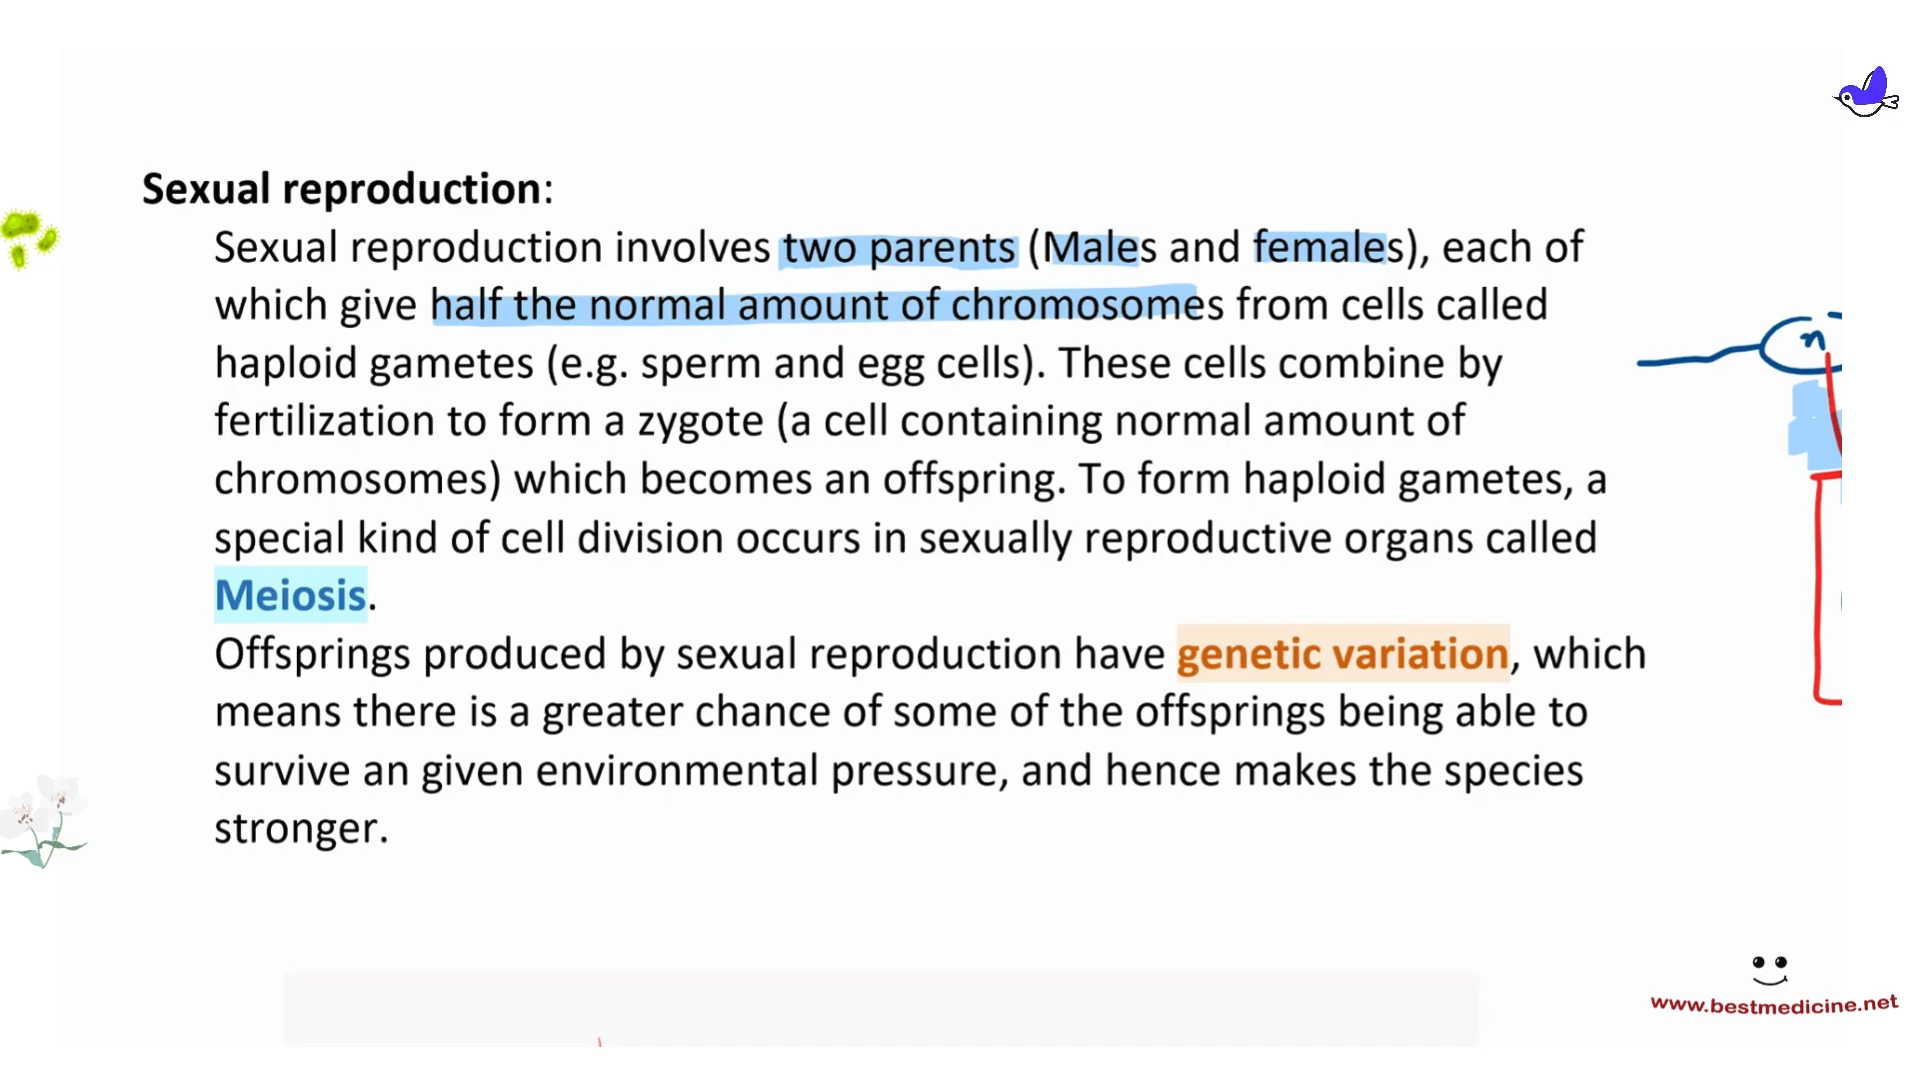 Sexual reproduction:
Sexual reproduction involves two parents (Males and females), each of
which give half the normal amount of chromosomes from cells called
haploid gametes (e.g. sperm and egg cells). These cells combine by
fertilization to form a zygote (a cell containing normal amount of
chromosomes) which becomes an offspring. To form haploid gametes, a
special kind of cell division occurs in sexually reproductive organs called
Meiosis.
Offsprings produced by sexual reproduction have genetic variation, which
means there is a greater chance of some of the offsprings being able to
survive an given environmental pressure, and hence makes the species
stronger.
n
www.bestmedicine.net